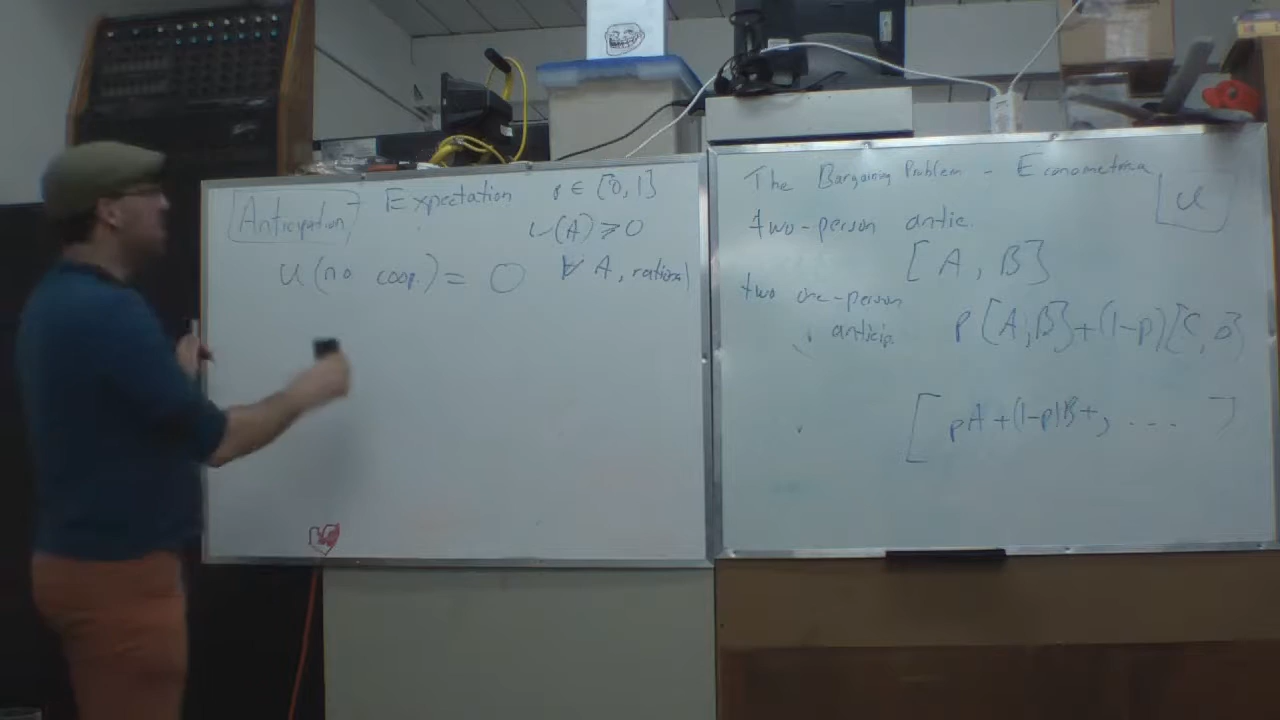 Anticipation Expectation p ∈ [0,1]
u(A) ⩾ 0
u(no coop.) = 0 ∀ A, rational
The Bargaining Problem - Econometrica
u
two-person antic.
[A, B]
two one-person
anticip.
p[A,B]+(1-p)[C, D]
[pA+(1-p)B+, ... ]